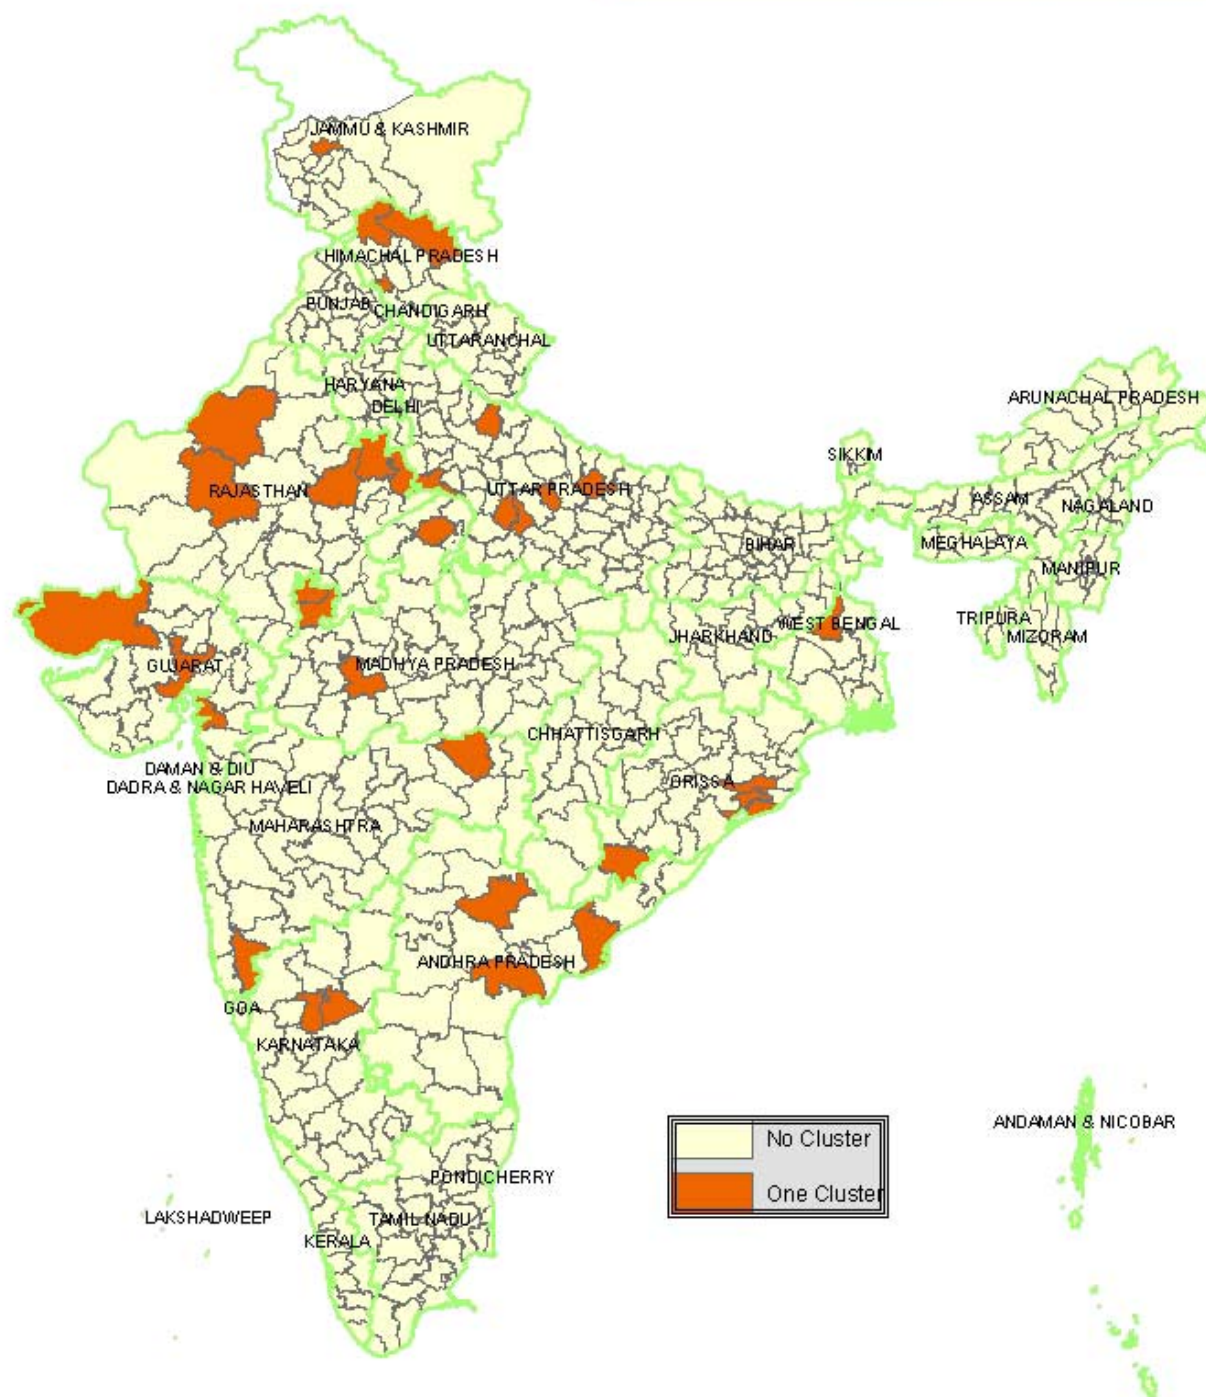 JAMMU & KASHMIR
HIMACHAL PRADESH
PUNJAB
CHANDIGARH
UTTARANCHAL
HARYANA
DELHI
ARUNACHAL PRADESH
SIKKIM
RAJASTHAN
UTTAR PRADESH
ASSAM
NAGALAND
BIHAR
MEGHALAYA
MANIPUR
TRIPURA
WEST BENGAL
JHARKHAND
MIZORAM
GUJARAT
MADHYA PRADESH
CHHATTISGARH
DAMAN & DIU
DADRA & NAGAR HAVELI
ORISSA
MAHARASHTRA
ANDHRA PRADESH
GOA
KARNATAKA
ANDAMAN & NICOBAR
No Cluster
PONDICHERRY
One Cluster
LAKSHADWEEP
TAMIL NADU
KERALA